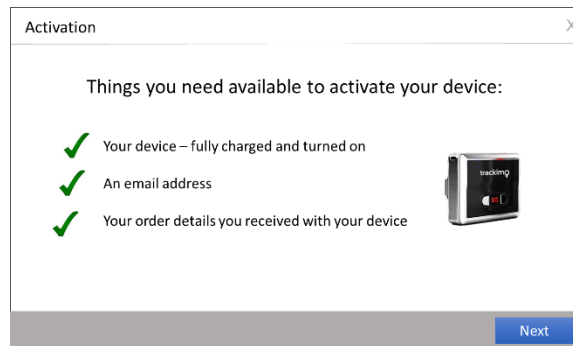 Activation
X
Things you need available to activate your device:
Your device – fully charged and turned on
An email address
Your order details you received with your device
trackimo
Next